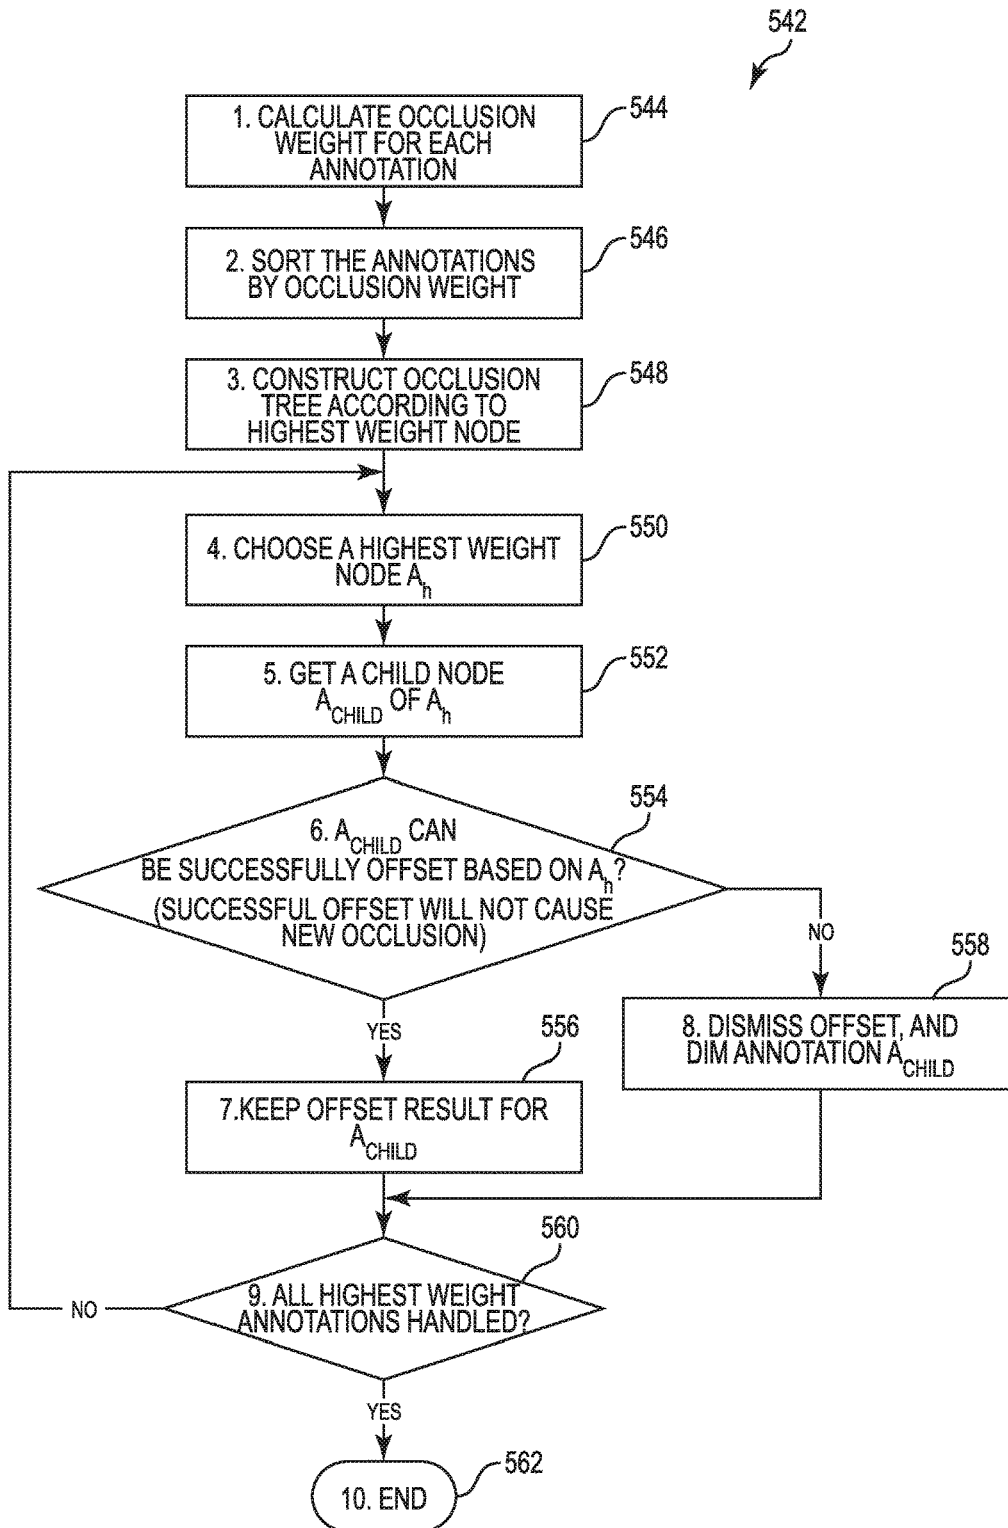 542
1. CALCULATE OCCLUSION
WEIGHT FOR EACH
ANNOTATION
544
2. SORT THE ANNOTATIONS
BY OCCLUSION WEIGHT
546
3. CONSTRUCT OCCLUSION
TREE ACCORDING TO
HIGHEST WEIGHT NODE
548
4. CHOOSE A HIGHEST WEIGHT
NODE Ah
550
5. GET A CHILD NODE
ACHILD OF Ah
552
6. ACHILD CAN
BE SUCCESSFULLY OFFSET BASED ON Ah?
(SUCCESSFUL OFFSET WILL NOT CAUSE
NEW OCCLUSION)
554
NO
YES
7.KEEP OFFSET RESULT FOR
ACHILD
556
8. DISMISS OFFSET, AND
DIM ANNOTATION ACHILD
558
9. ALL HIGHEST WEIGHT
ANNOTATIONS HANDLED?
560
NO
YES
10. END
562